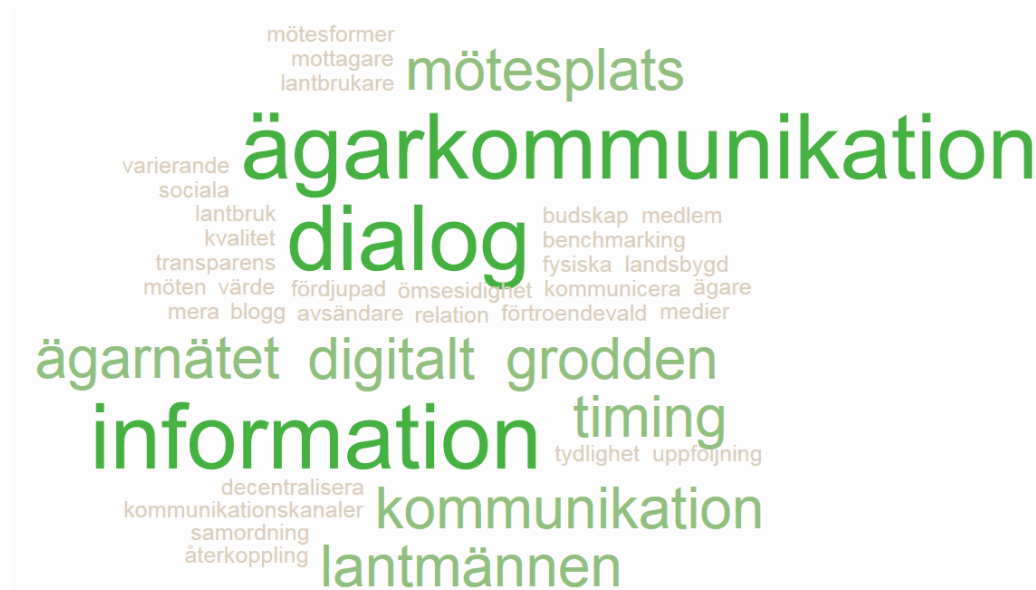 mötesformer
mottagare
lantbrukare
mötesplats
ägarkommunikation
varierande
sociala
lantbruk
kvalitet
transparens
dialog
budskap medlem
benchmarking
fysiska landsbygd
möten värde fördjupad ömsesidighet kommunicera ägare
mera blogg avsändare relation förtroendevald medier
ägarnätet digitalt grodden
timing
information
tydlighet uppföljning
decentralisera
kommunikationskanaler
samordning
återkoppling
kommunikation
lantmännen